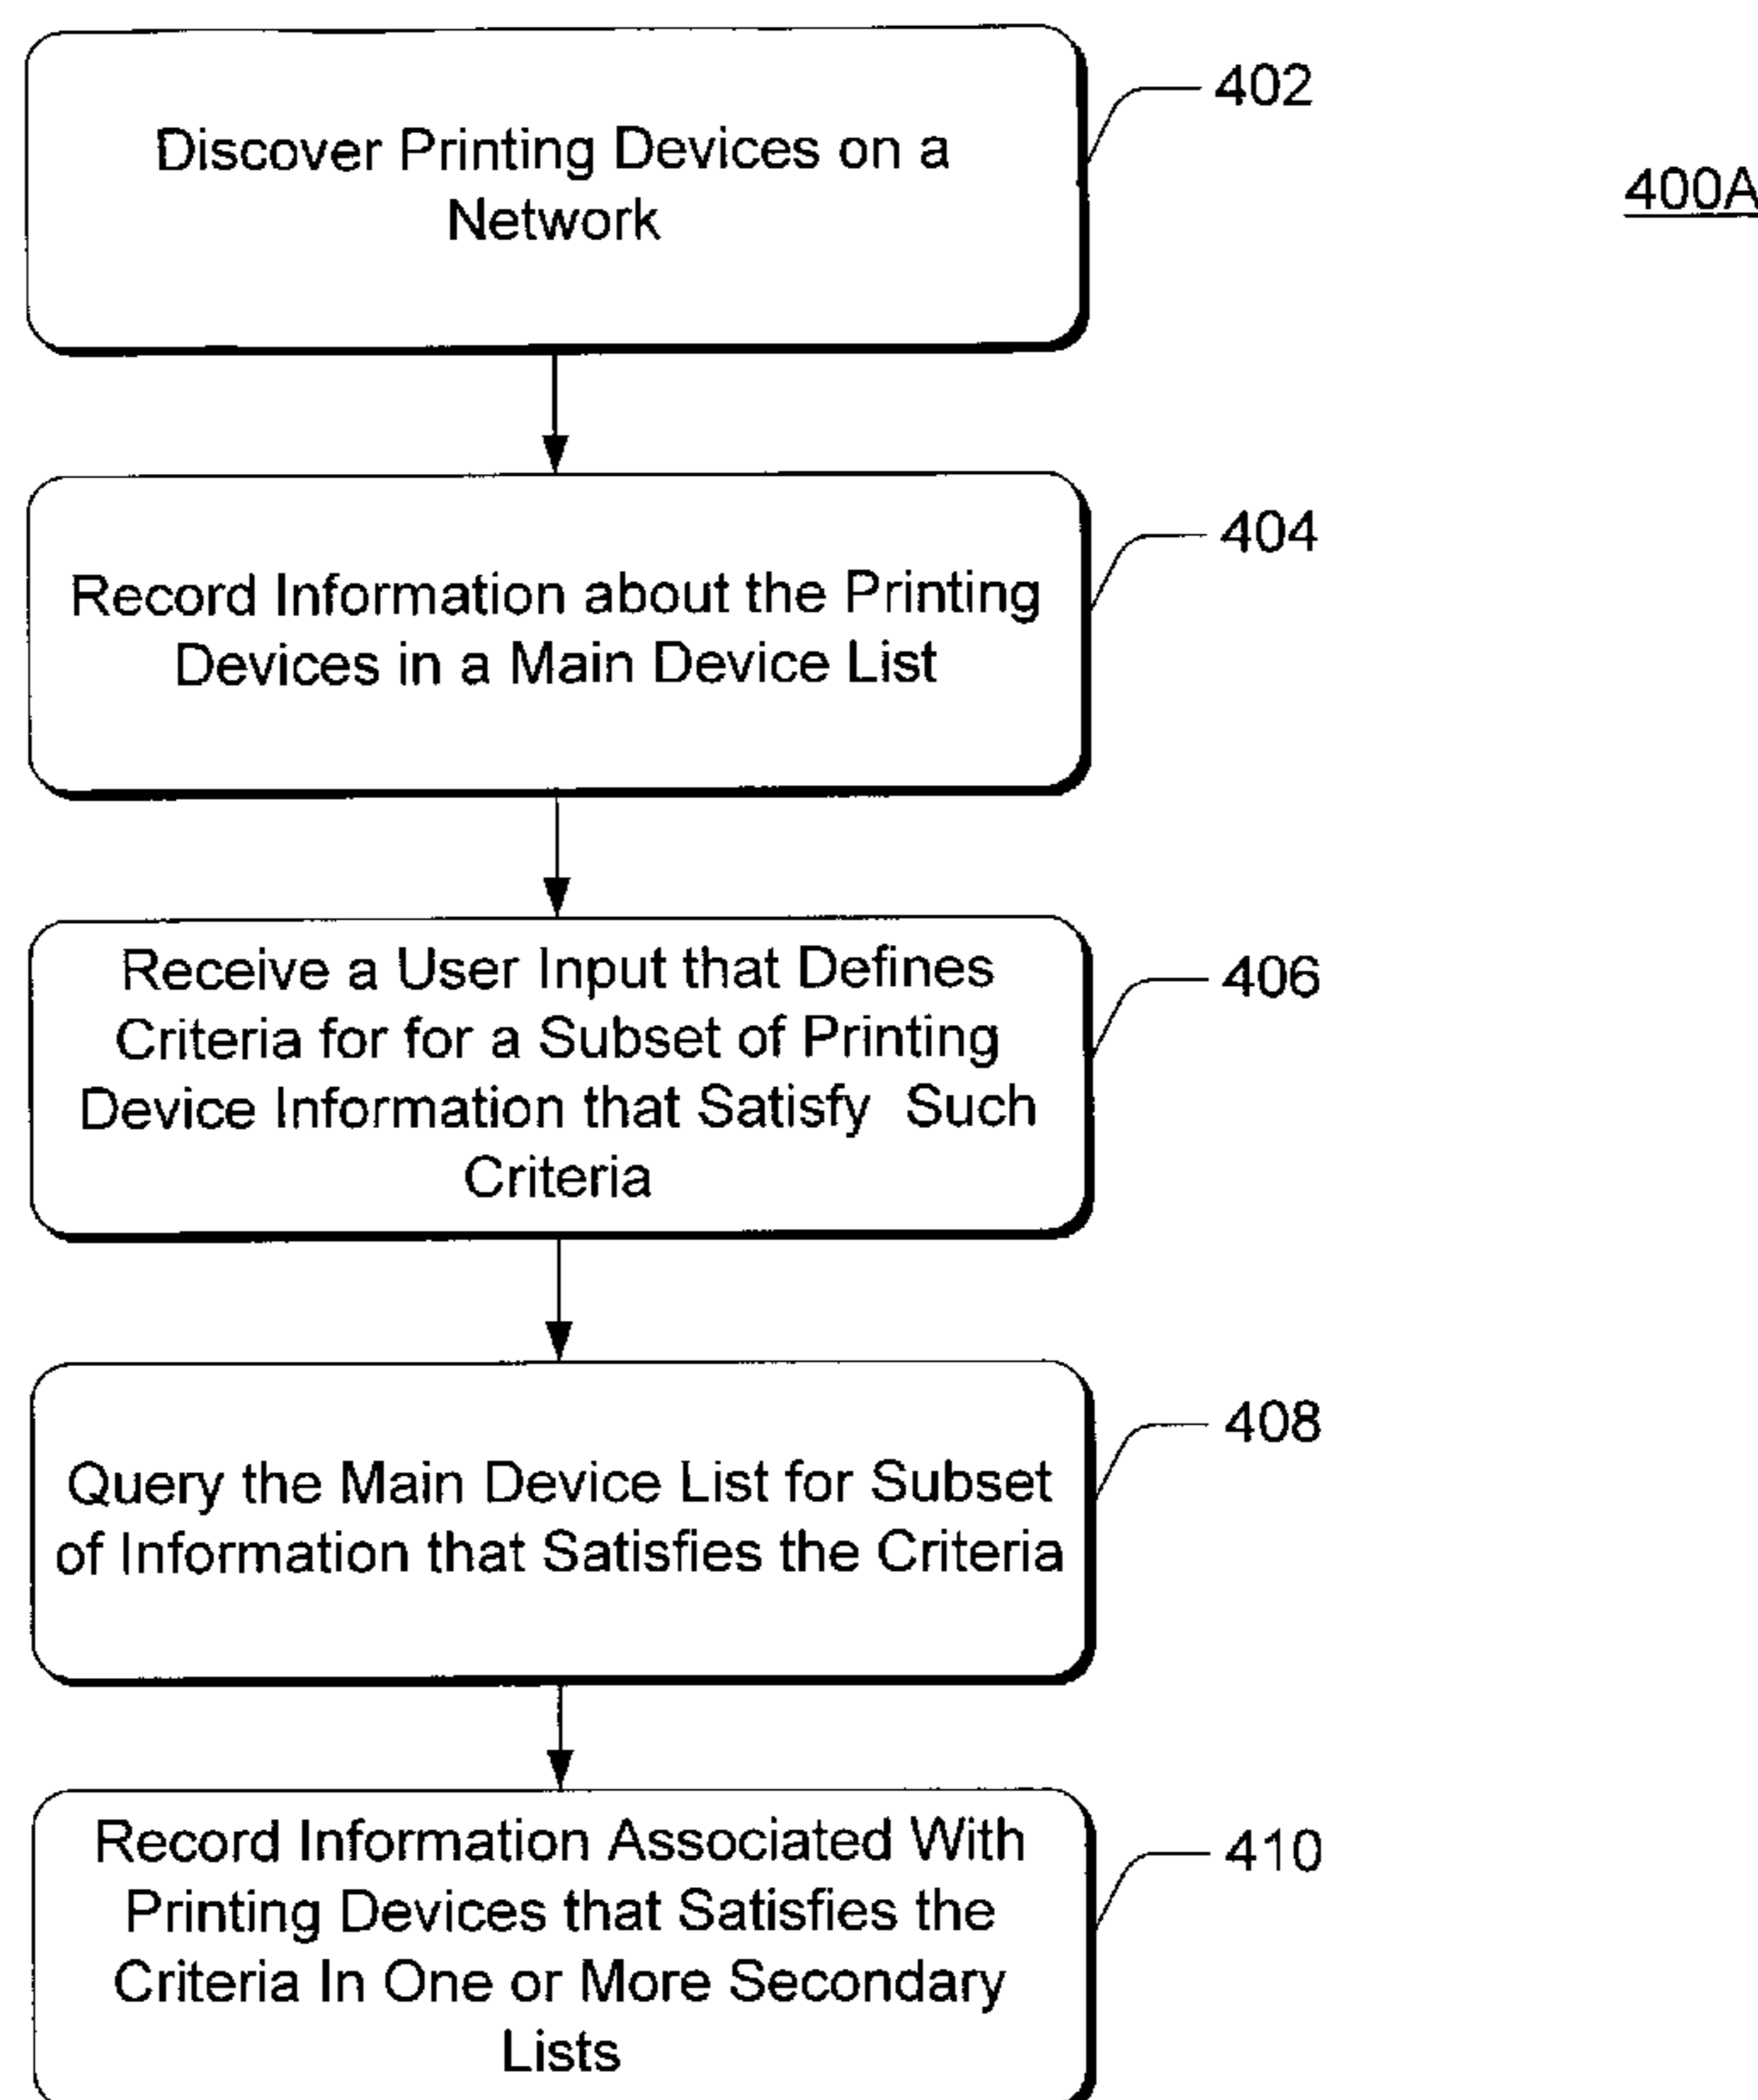 Discover Printing Devices on a
Network
402
400A
Record Information about the Printing
Devices in a Main Device List
404
Receive a User Input that Defines
Criteria for for a Subset of Printing
Device Information that Satisfy Such
Criteria
406
Query the Main Device List for Subset
of Information that Satisfies the Criteria
408
Record Information Associated With
Printing Devices that Satisfies the
Criteria In One or More Secondary
Lists
410